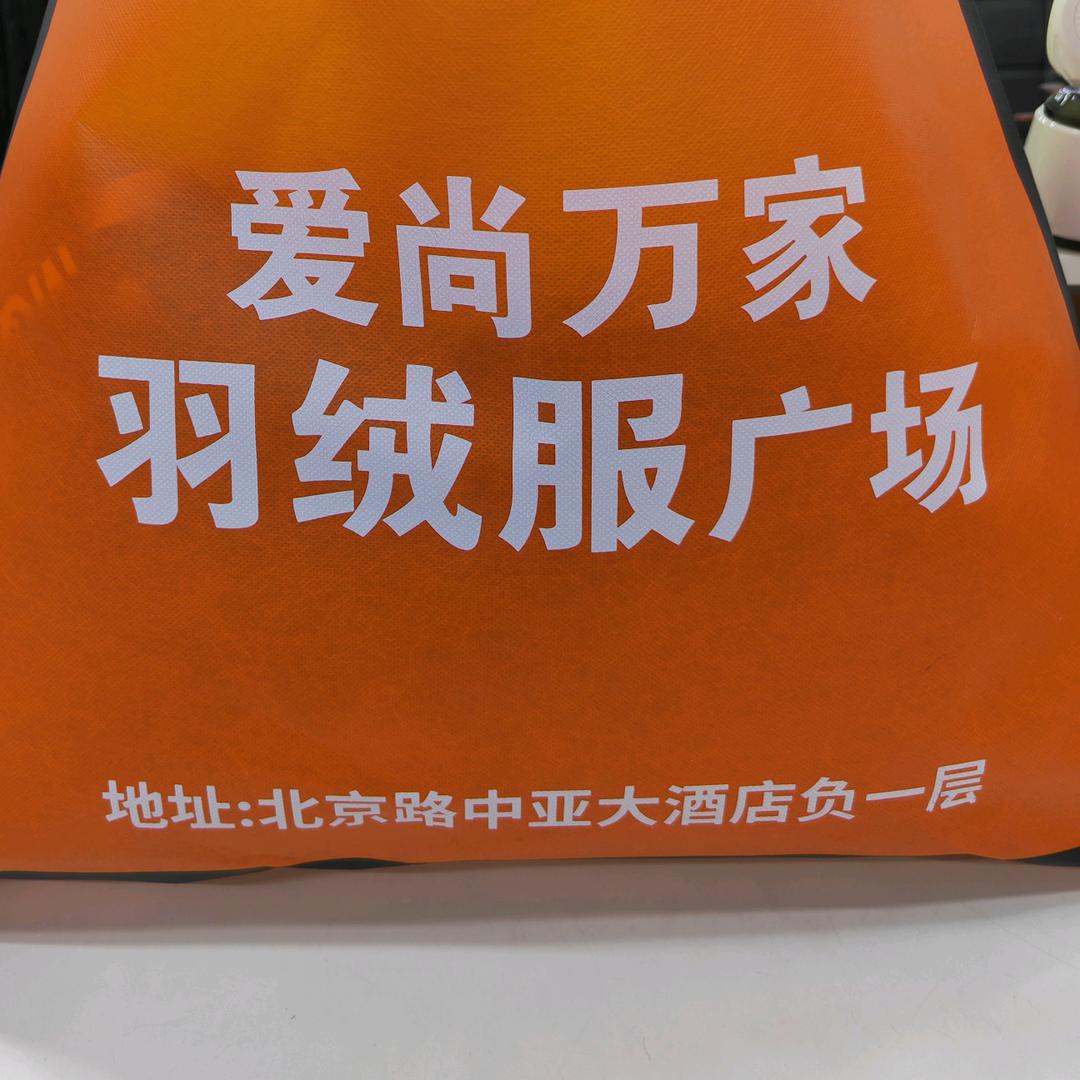 爱尚万家
羽绒服广场
地址:北京路中亚大酒店负一层